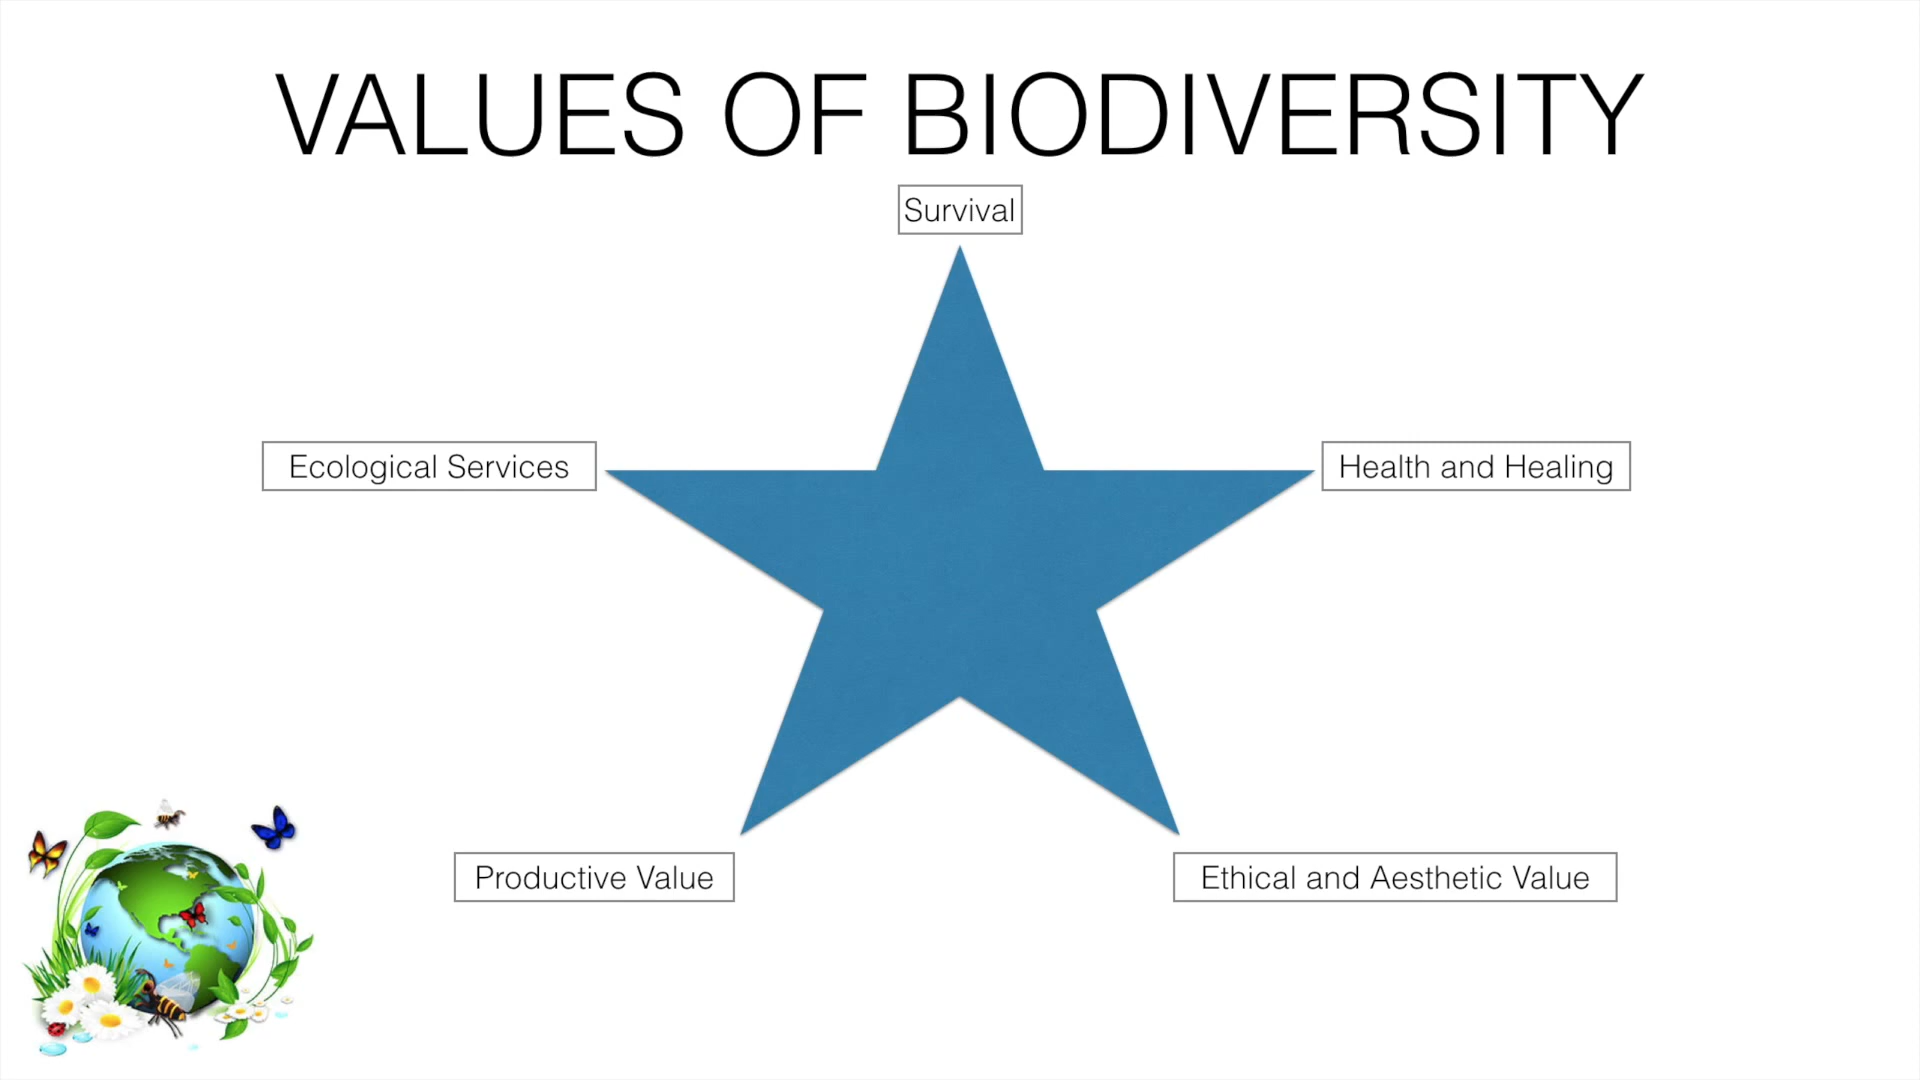 VALUES OF BIODIVERSITY
Survival
Ecological Services
Health and Healing
Productive Value
Ethical and Aesthetic Value